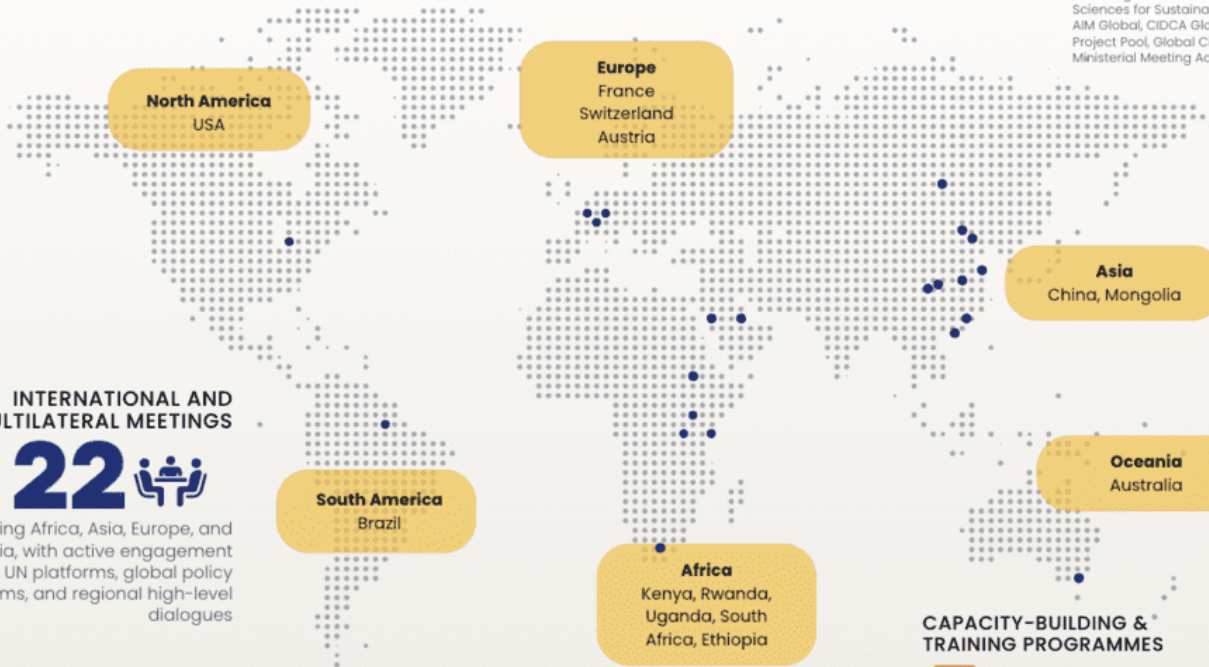 Sciences for Sustaina
AIM Global, CIDCA Glo
Project Pool, Global C
Ministerial Meeting Ac
Europe
France
Switzerland
Austria
North America
USA
Asia
China, Mongolia
INTERNATIONAL AND
ULTILATERAL MEETINGS
22
ing Africa, Asia, Europe, and
ia, with active engagement
UN platforms, global policy
ms, and regional high-level
dialogues
South America
Brazil
Oceania
Australia
Africa
Kenya, Rwanda,
Uganda, South
Africa, Ethiopia
CAPACITY-BUILDING &
TRAINING PROGRAMMES